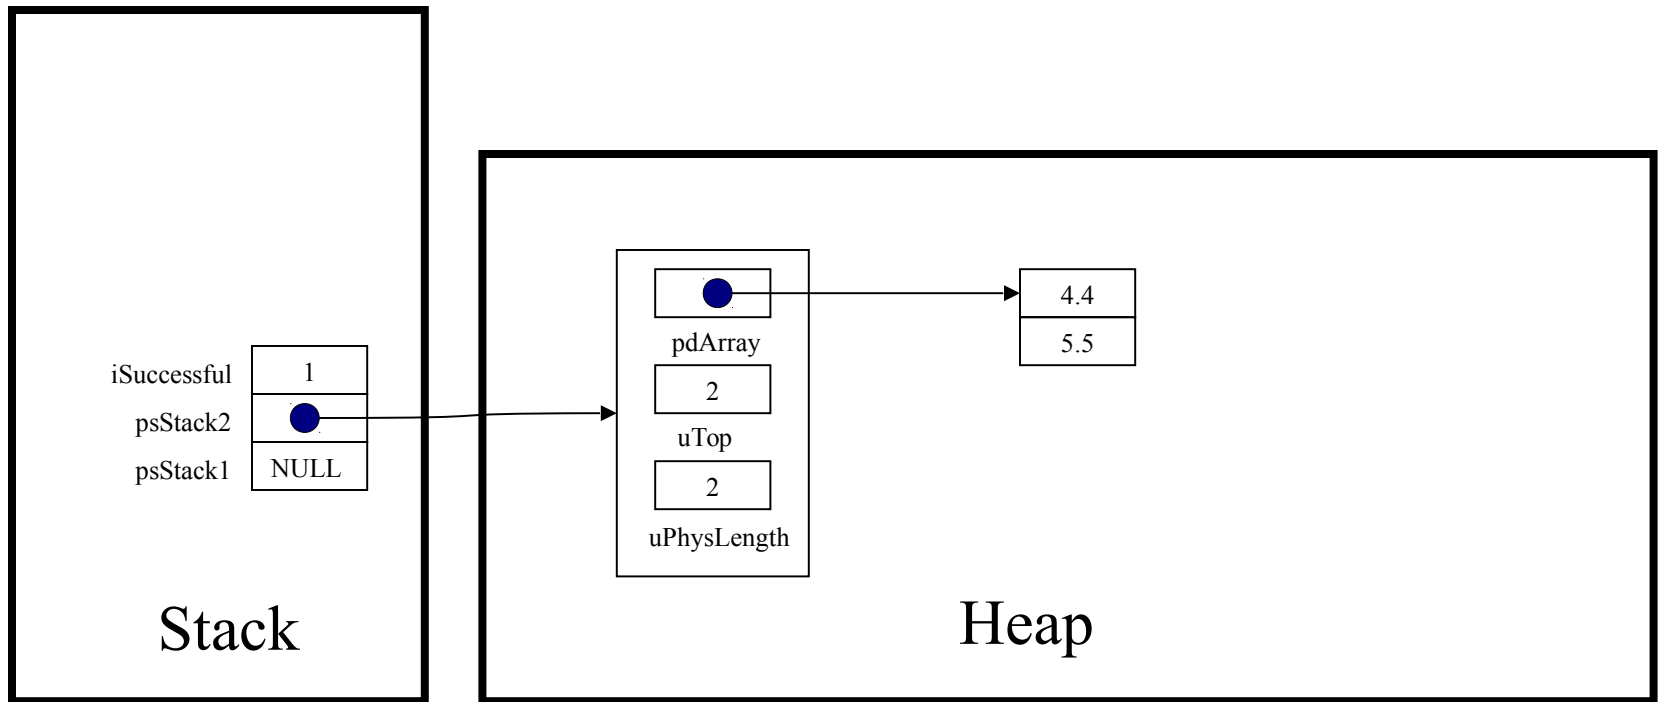 iSuccessful 1
psStack2
psStack1 NULL
Stack
pdArray
2
uTop
2
uPhysLength
4.4
5.5
Heap